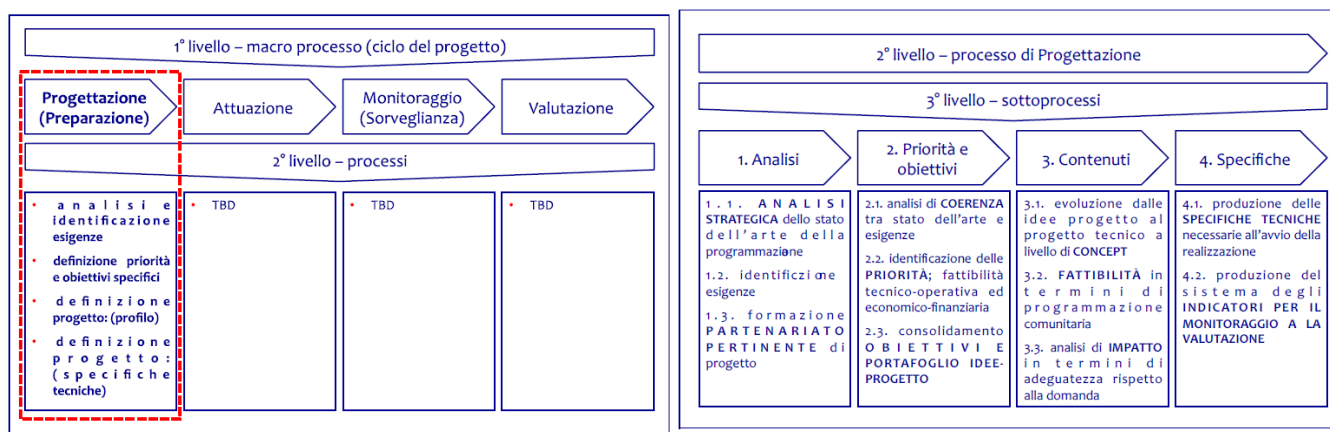 1° livello – macro processo (ciclo del progetto)
Progettazione
(Preparazione)
Attuazione
Monitoraggio
(Sorveglianza)
Valutazione
2° livello – processi
• analisi e
identificazione
esigenze
• definizione priorità
e obiettivi specifici
• definizione
progetto: (profilo)
• definizione
progetto:
(specifiche
tecniche)
• TBD
• TBD
• TBD
2° livello – processo di Progettazione
3° livello – sottoprocessi
1. Analisi
2. Priorità e
obiettivi
3. Contenuti
4. Specifiche
1.1. ANALISI
STRATEGICA dello stato
dell'arte della
programmazione
1.2. identificzione
esigenze
1.3. formazione
PARTENARIATO
PERTINENTE di
progetto
2.1. analisi di COERENZA
tra stato dell'arte e
esigenze
2.2. identificazione delle
PRIORITÀ; fattibilità
tecnico-operativa ed
economico-finanziaria
2.3. consolidamento
OBIETTIVI E
PORTAFOGLIO IDEE-
PROGETTO
3.1. evoluzione dalle
idee progetto al
progetto tecnico a
livello di CONCEPT
3.2. FATTIBILITÀ in
termini di
programmazione
comunitaria
3.3. analisi di IMPATTO
in termini di
adeguatezza rispetto
alla domanda
4.1. produzione delle
SPECIFICHE TECNICHE
necessarie all'avvio della
realizzazione
4.2. produzione del
sistema degli
INDICATORI PER IL
MONITORAGGIO A LA
VALUTAZIONE